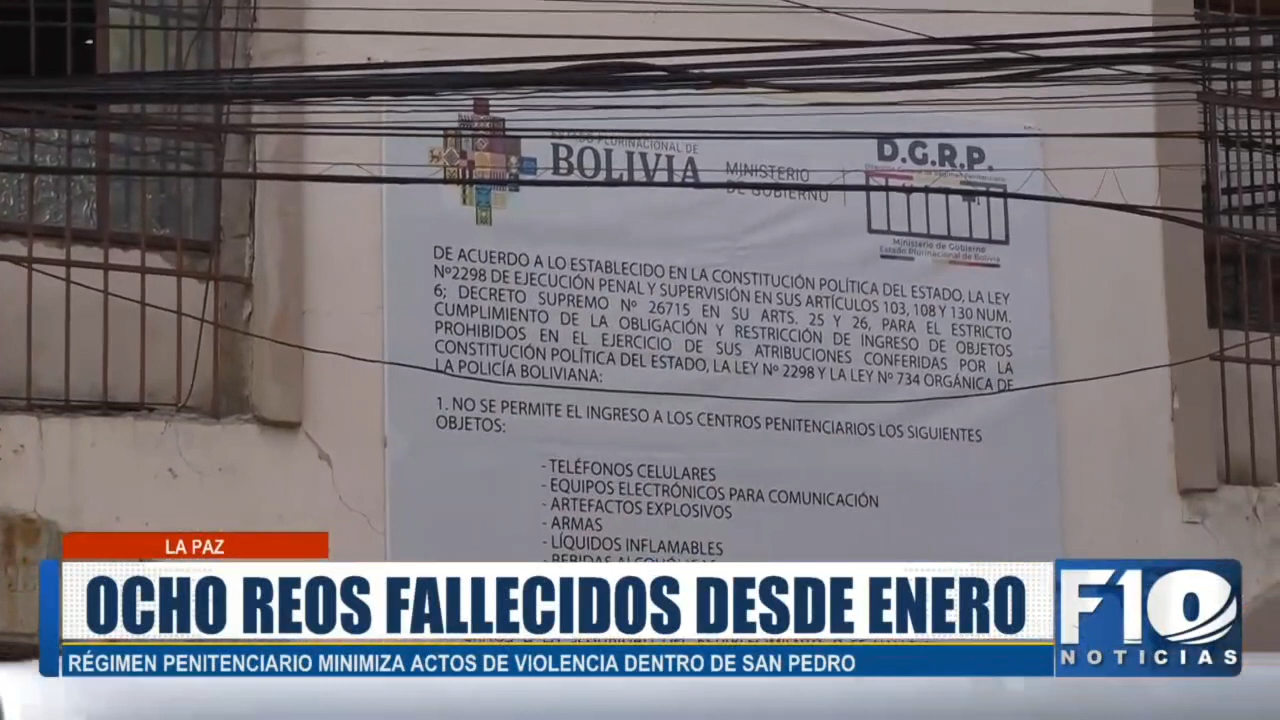 ESTADO PLURINACIONAL DE
BOLIVIA
MINISTERIO
DE GOBIERNO
D.G.R.P.
Ministerio de Gobierno
Estado Plurinacional de Bolivia
DE ACUERDO A LO ESTABLECIDO EN LA CONSTITUCIÓN POLÍTICA DEL ESTADO, LA LEY
Nº2298 DE EJECUCIÓN PENAL Y SUPERVISIÓN EN SUS ARTÍCULOS 103, 108 Y 130 NUM.
6; DECRETO SUPREMO Nº 26715 EN SU ARTS. 25 Y 26, PARA EL ESTRICTO
CUMPLIMIENTO DE LA OBLIGACIÓN Y RESTRICCIÓN DE INGRESO DE OBJETOS
PROHIBIDOS EN EL EJERCICIO DE SUS ATRIBUCIONES CONFERIDAS POR LA
CONSTITUCIÓN POLÍTICA DEL ESTADO, LA LEY Nº 2298 Y LA LEY Nº 734 ORGÁNICA DE
LA POLICÍA BOLIVIANA:
1. NO SE PERMITE EL INGRESO A LOS CENTROS PENITENCIARIOS LOS SIGUIENTES
OBJETOS:
- TELÉFONOS CELULARES
- EQUIPOS ELECTRÓNICOS PARA COMUNICACIÓN
- ARTEFACTOS EXPLOSIVOS
- ARMAS
- LÍQUIDOS INFLAMABLES
- BEBIDAS ALCOHÓLICAS
LA PAZ
OCHO REOS FALLECIDOS DESDE ENERO
RÉGIMEN PENITENCIARIO MINIMIZA ACTOS DE VIOLENCIA DENTRO DE SAN PEDRO
F10
NOTICIAS